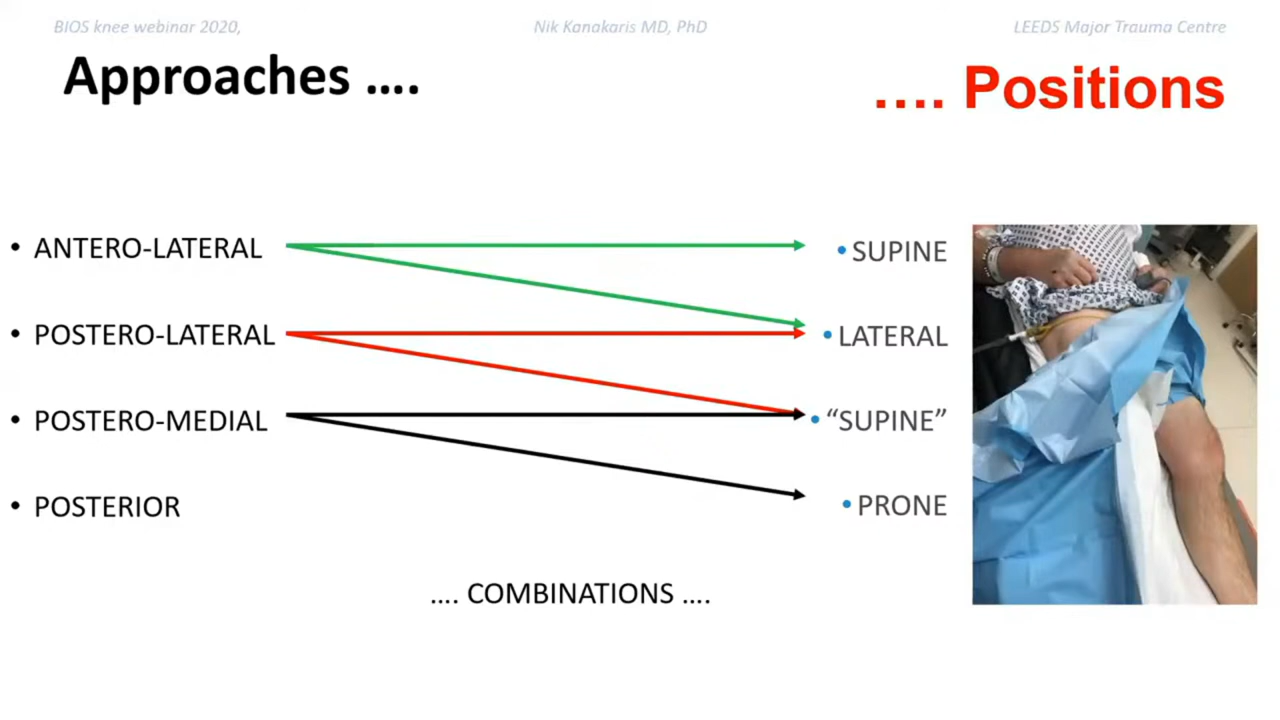 BIOS knee webinar 2020, Nik Kanakaris MD, PhD LEEDS Major Trauma Centre
Approaches .... .... Positions
• ANTERO-LATERAL • SUPINE
• POSTERO-LATERAL • LATERAL
• POSTERO-MEDIAL • “SUPINE”
• POSTERIOR • PRONE
.... COMBINATIONS ....